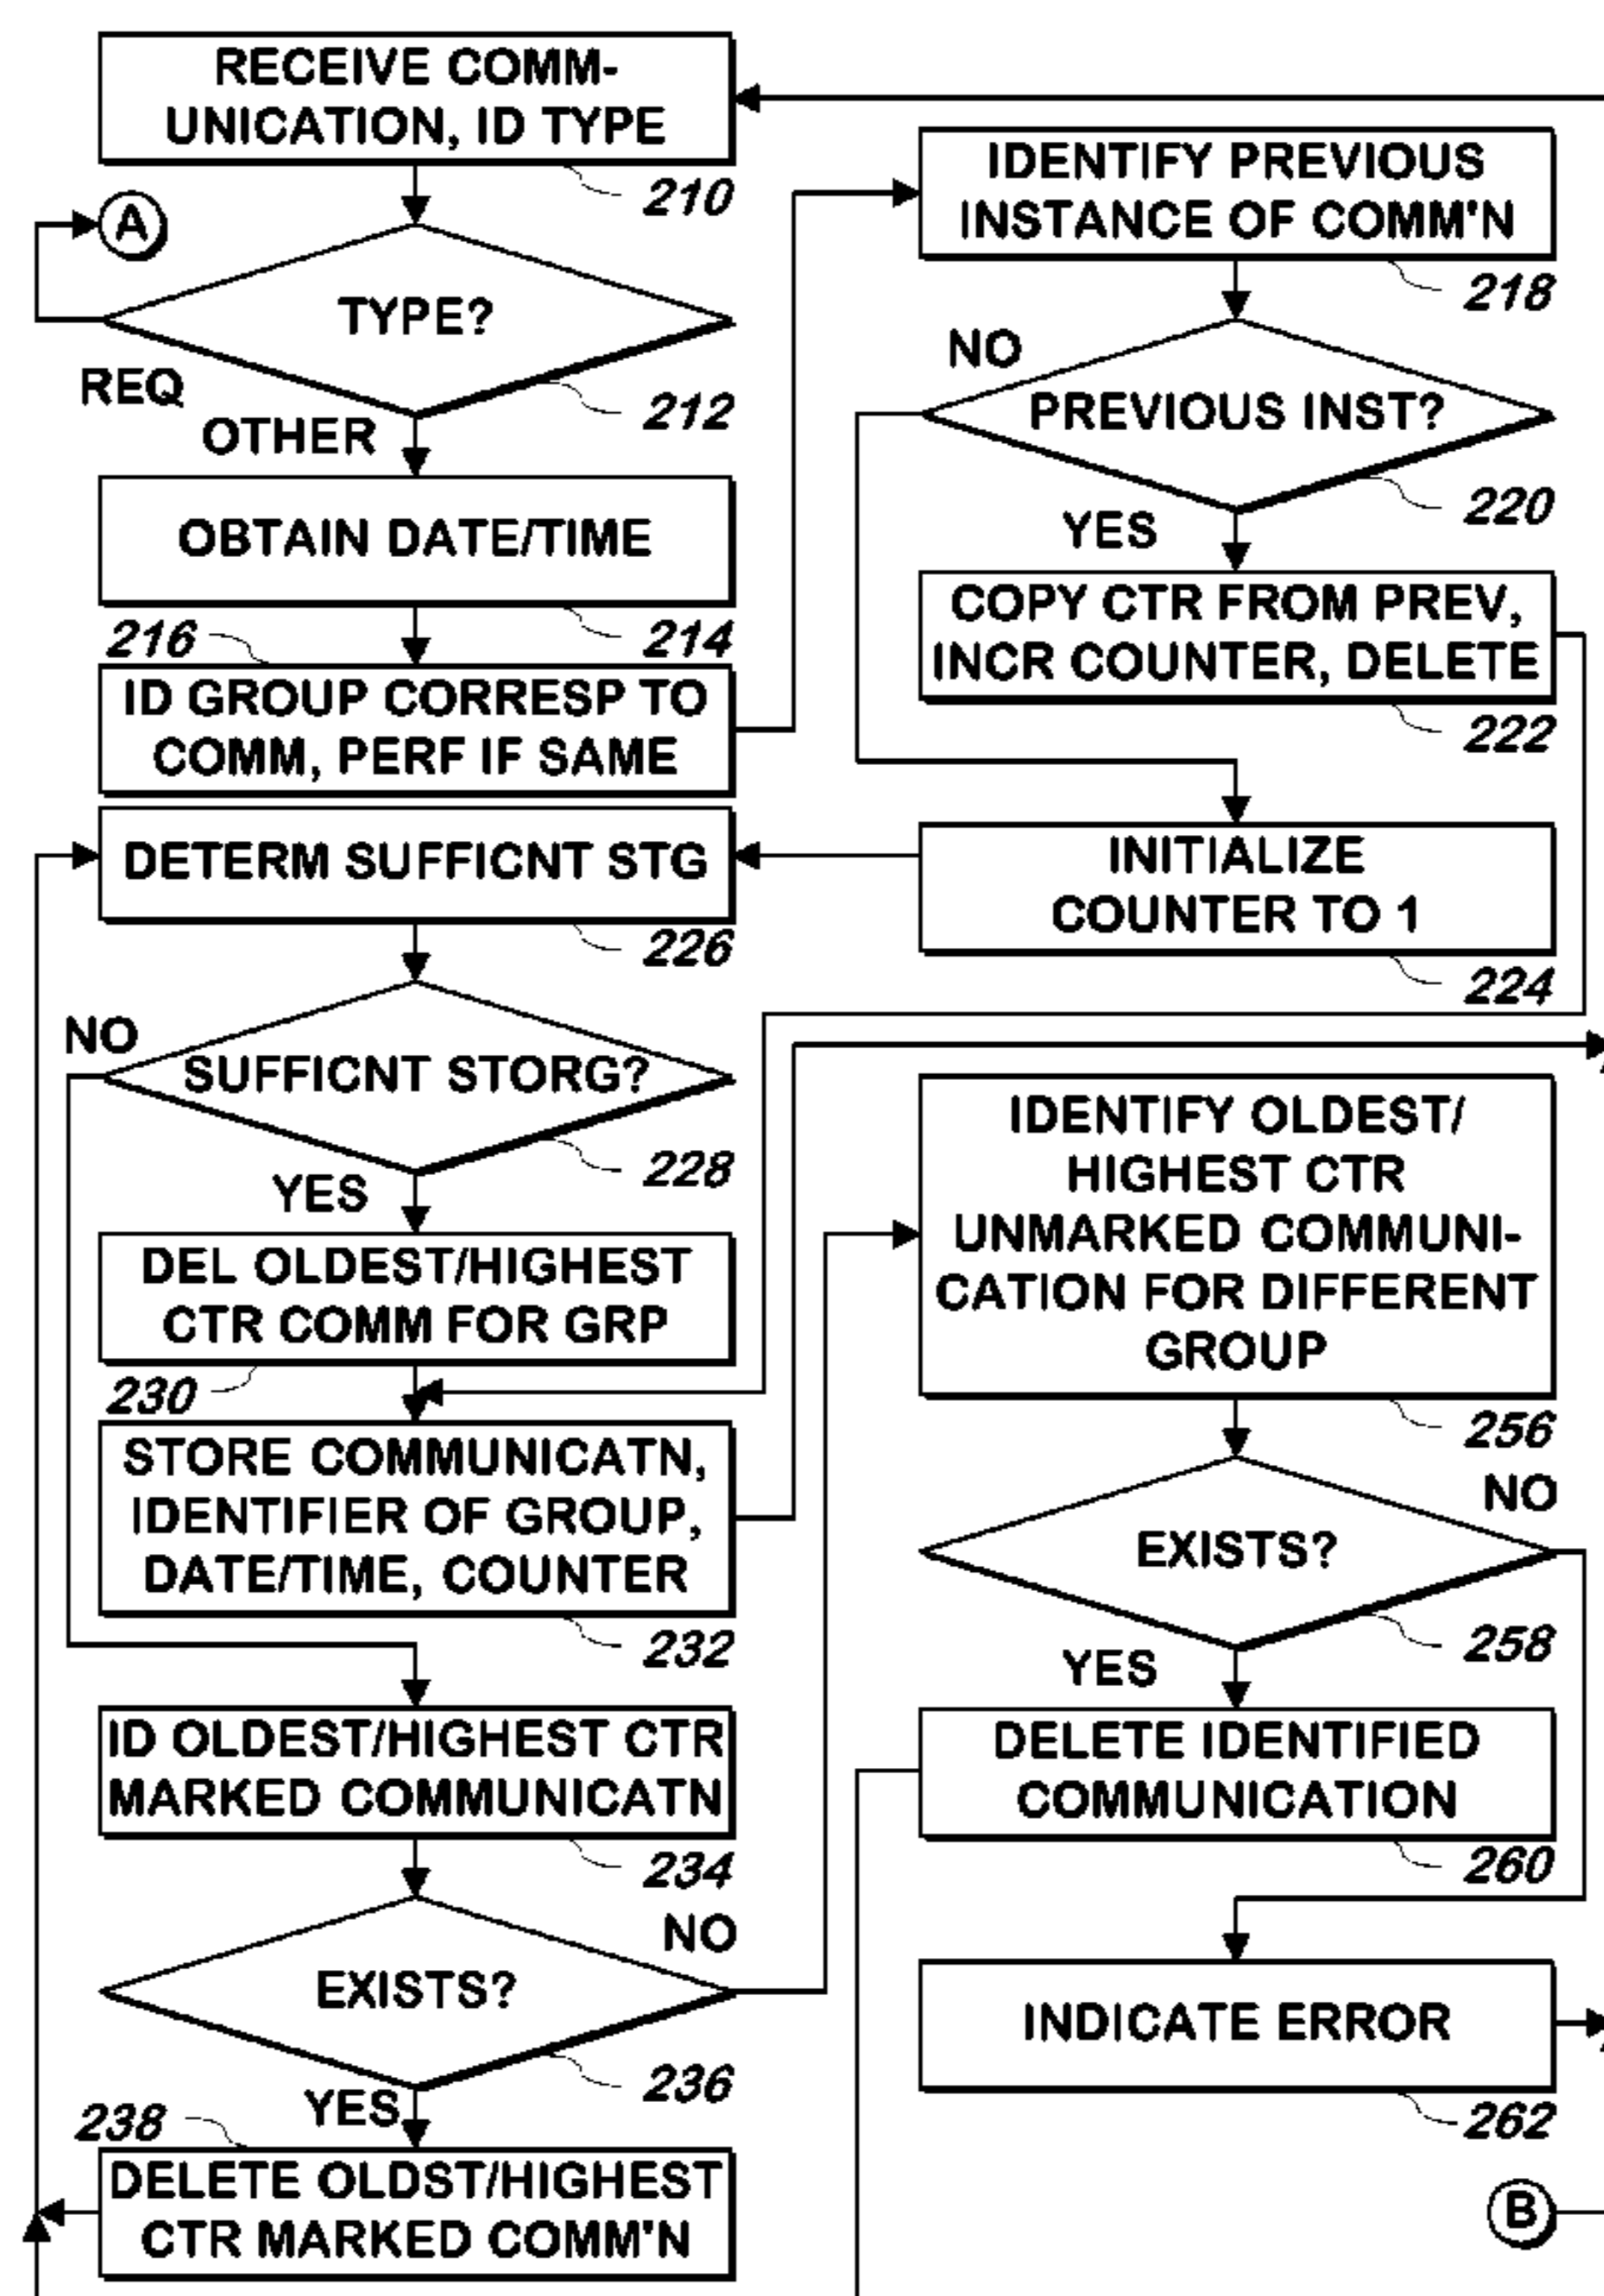 RECEIVE COMM-
UNICATION, ID TYPE
210
A
TYPE?
REQ
212
OTHER
OBTAIN DATE/TIME
216
214
ID GROUP CORRESP TO
COMM, PERF IF SAME
DETERM SUFFICNT STG
226
NO
SUFFICNT STORG?
228
YES
DEL OLDEST/HIGHEST
CTR COMM FOR GRP
230
STORE COMMUNICATN,
IDENTIFIER OF GROUP,
DATE/TIME, COUNTER
232
ID OLDEST/HIGHEST CTR
MARKED COMMUNICATN
234
NO
EXISTS?
236
YES
238
DELETE OLDST/HIGHEST
CTR MARKED COMM'N
IDENTIFY PREVIOUS
INSTANCE OF COMM'N
218
NO
PREVIOUS INST?
220
YES
COPY CTR FROM PREV,
INCR COUNTER, DELETE
222
INITIALIZE
COUNTER TO 1
224
IDENTIFY OLDEST/
HIGHEST CTR
UNMARKED COMMUNI-
CATION FOR DIFFERENT
GROUP
256
NO
EXISTS?
258
YES
DELETE IDENTIFIED
COMMUNICATION
260
INDICATE ERROR
262
B